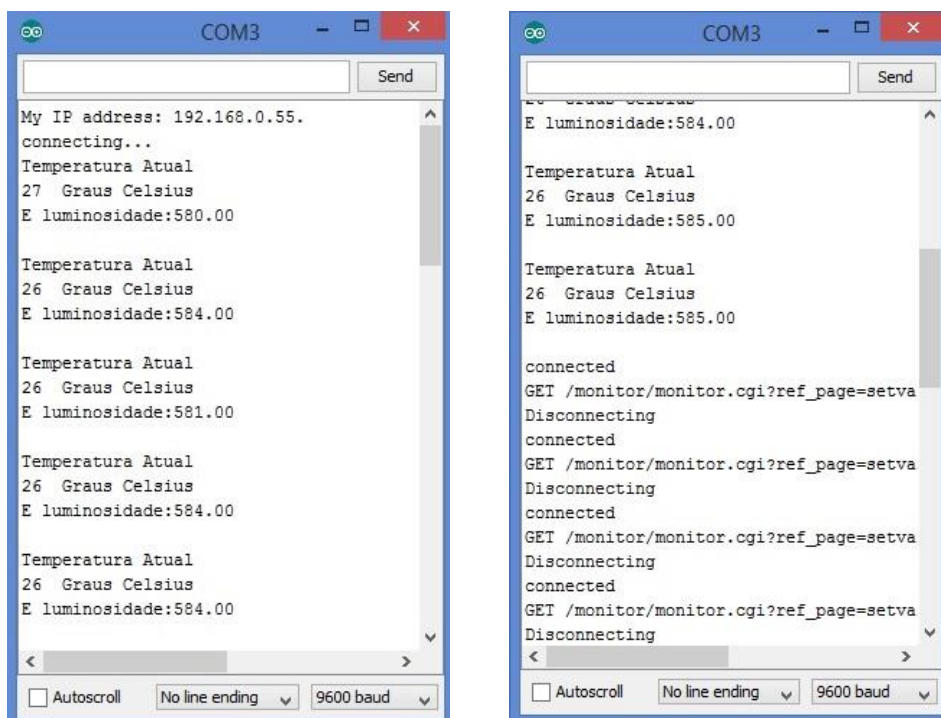 COM3
Send
My IP address: 192.168.0.55.
connecting...
Temperatura Atual
27 Graus Celsius
E luminosidade:580.00
Temperatura Atual
26 Graus Celsius
E luminosidade:584.00
Temperatura Atual
26 Graus Celsius
E luminosidade:581.00
Temperatura Atual
26 Graus Celsius
E luminosidade:584.00
Temperatura Atual
26 Graus Celsius
E luminosidade:584.00
Autoscroll No line ending 9600 baud
COM3
Send
E luminosidade:584.00
Temperatura Atual
26 Graus Celsius
E luminosidade:585.00
Temperatura Atual
26 Graus Celsius
E luminosidade:585.00
connected
GET /monitor/monitor.cgi?ref_page=setva
Disconnecting
connected
GET /monitor/monitor.cgi?ref_page=setva
Disconnecting
connected
GET /monitor/monitor.cgi?ref_page=setva
Disconnecting
connected
GET /monitor/monitor.cgi?ref_page=setva
Disconnecting
Autoscroll No line ending 9600 baud